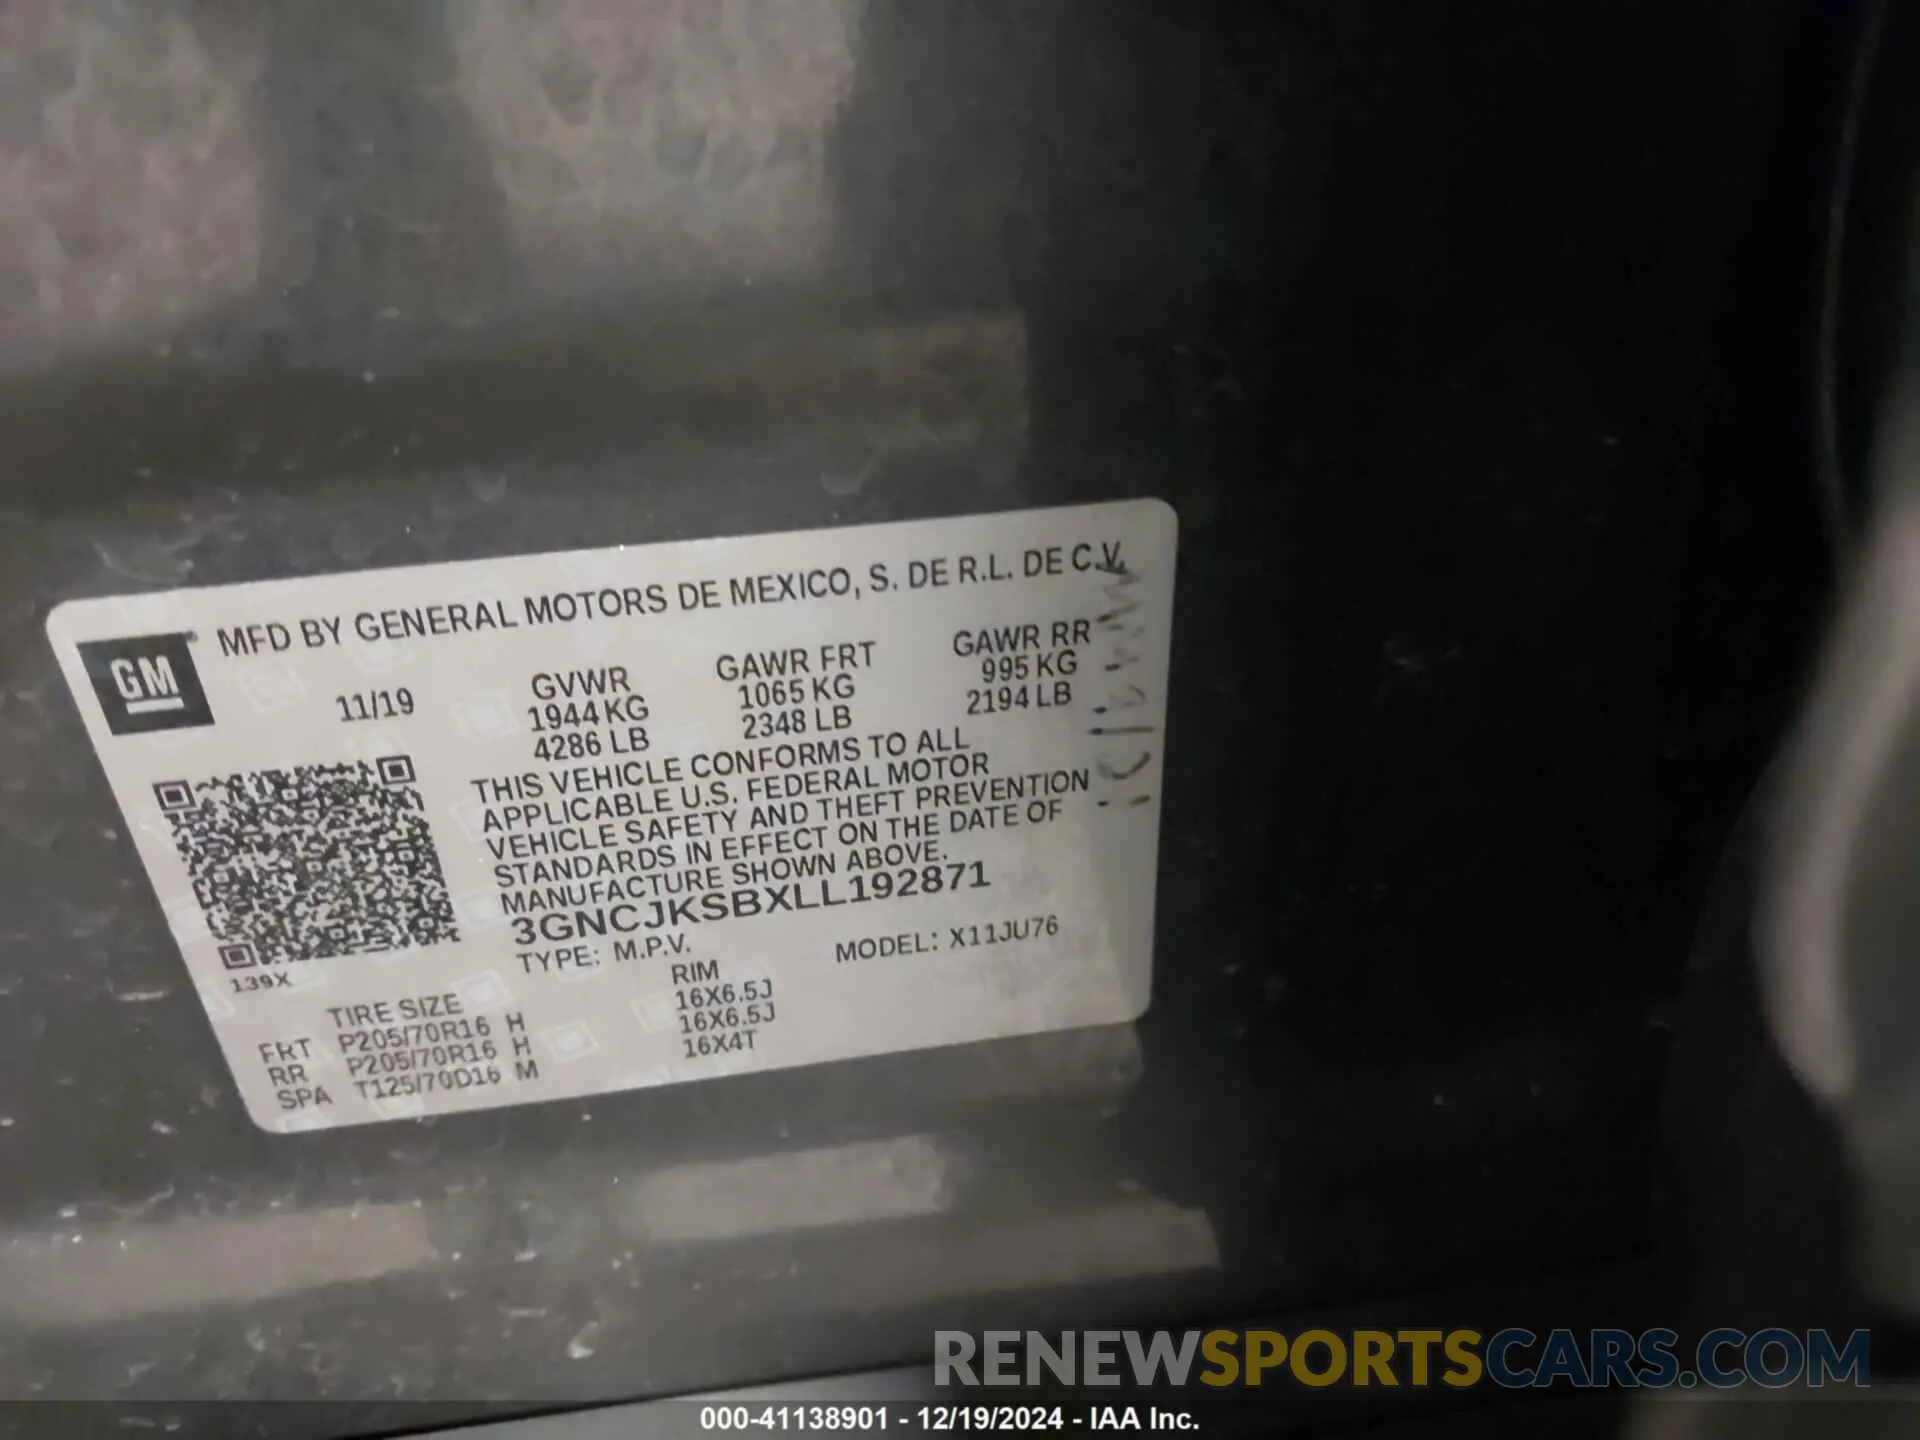 MFD BY GENERAL MOTORS DE MEXICO, S. DE R.L. DE C.V.
GM
11/19
GVWR
1944 KG
4286 LB
GAWR FRT
1065 KG
2348 LB
GAWR RR
995 KG
2194 LB
THIS VEHICLE CONFORMS TO ALL
APPLICABLE U.S. FEDERAL MOTOR
VEHICLE SAFETY AND THEFT PREVENTION
STANDARDS IN EFFECT ON THE DATE OF
MANUFACTURE SHOWN ABOVE.
3GNCJKSBXLL192871
TYPE: M.P.V.
MODEL: X11JU76
139X
TIRE SIZE RIM
FRT P205/70R16 H 16X6.5J
RR P205/70R16 H 16X6.5J
SPA T125/70D16 M 16X4T
RENEWSPORTSCARS.COM
000-41138901 - 12/19/2024 - IAA Inc.